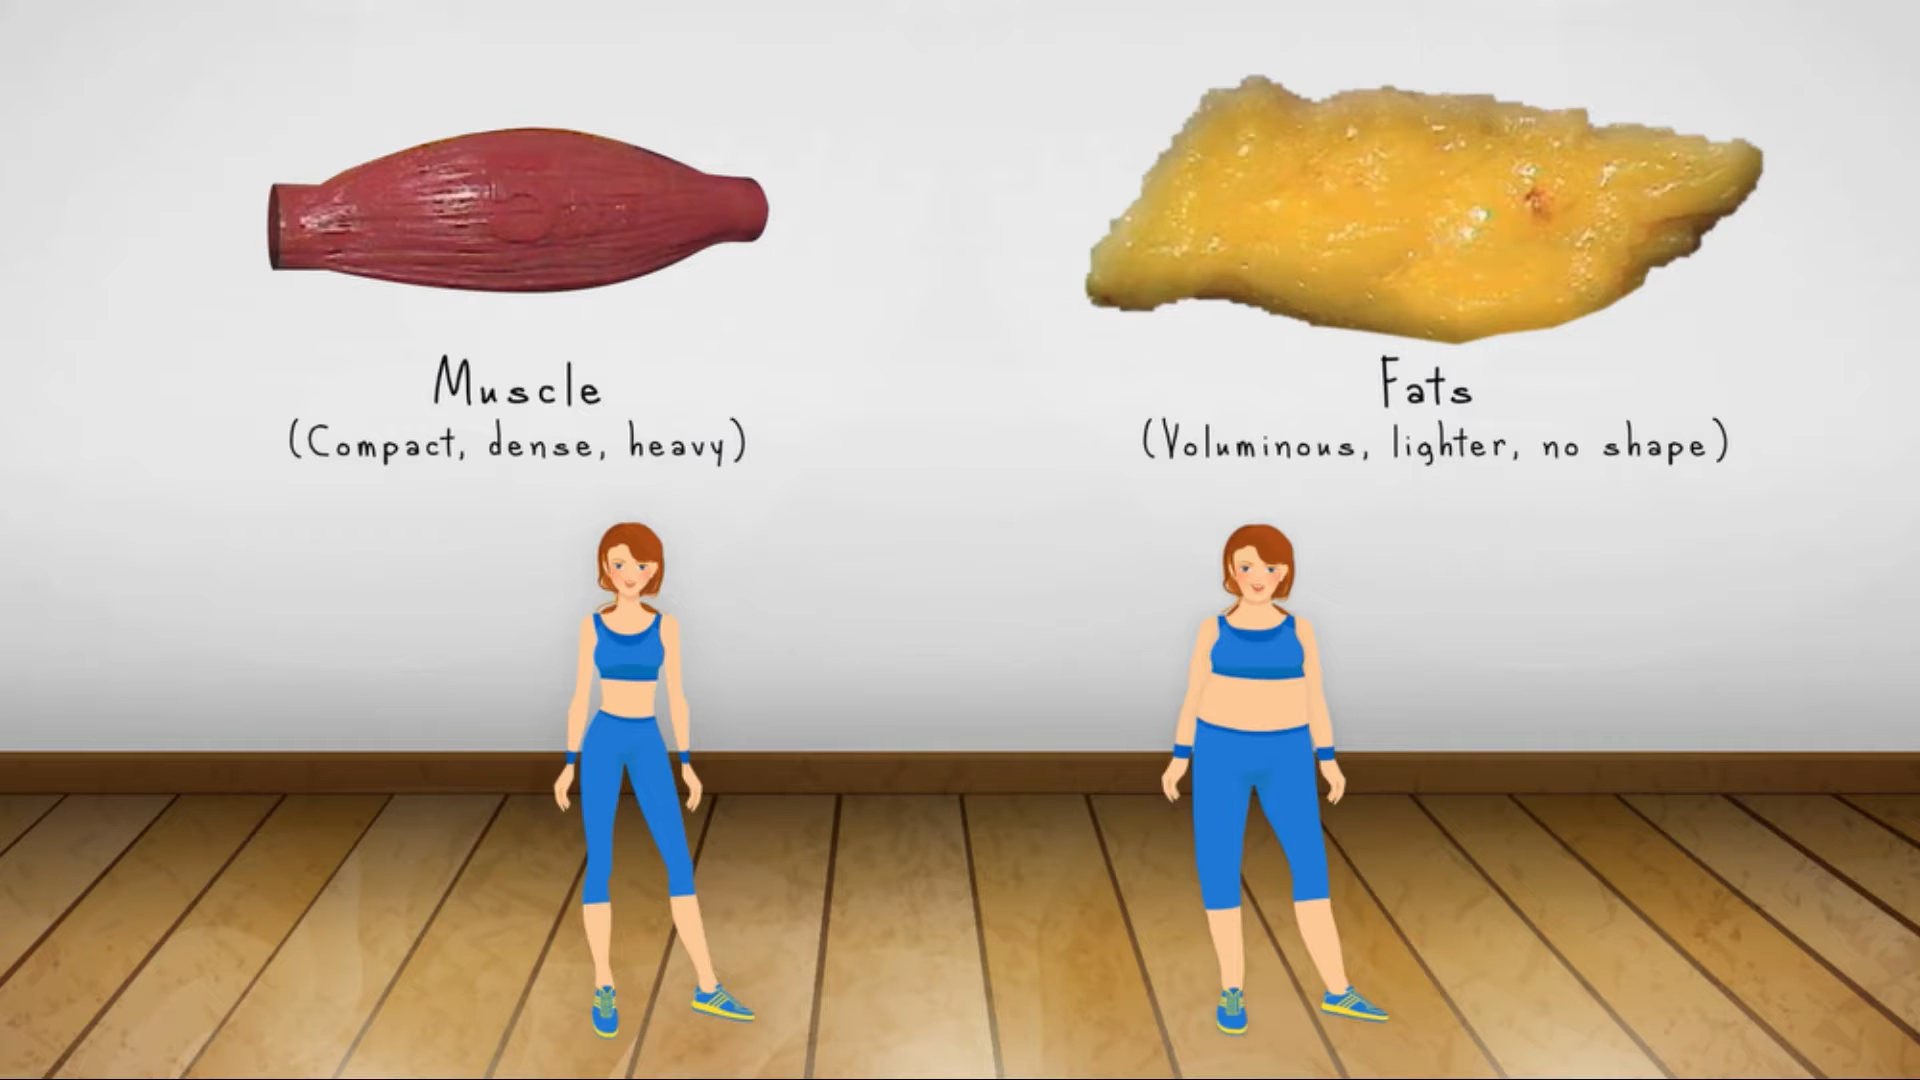 Muscle
(Compact, dense, heavy)
Fats
(Voluminous, lighter, no shape)